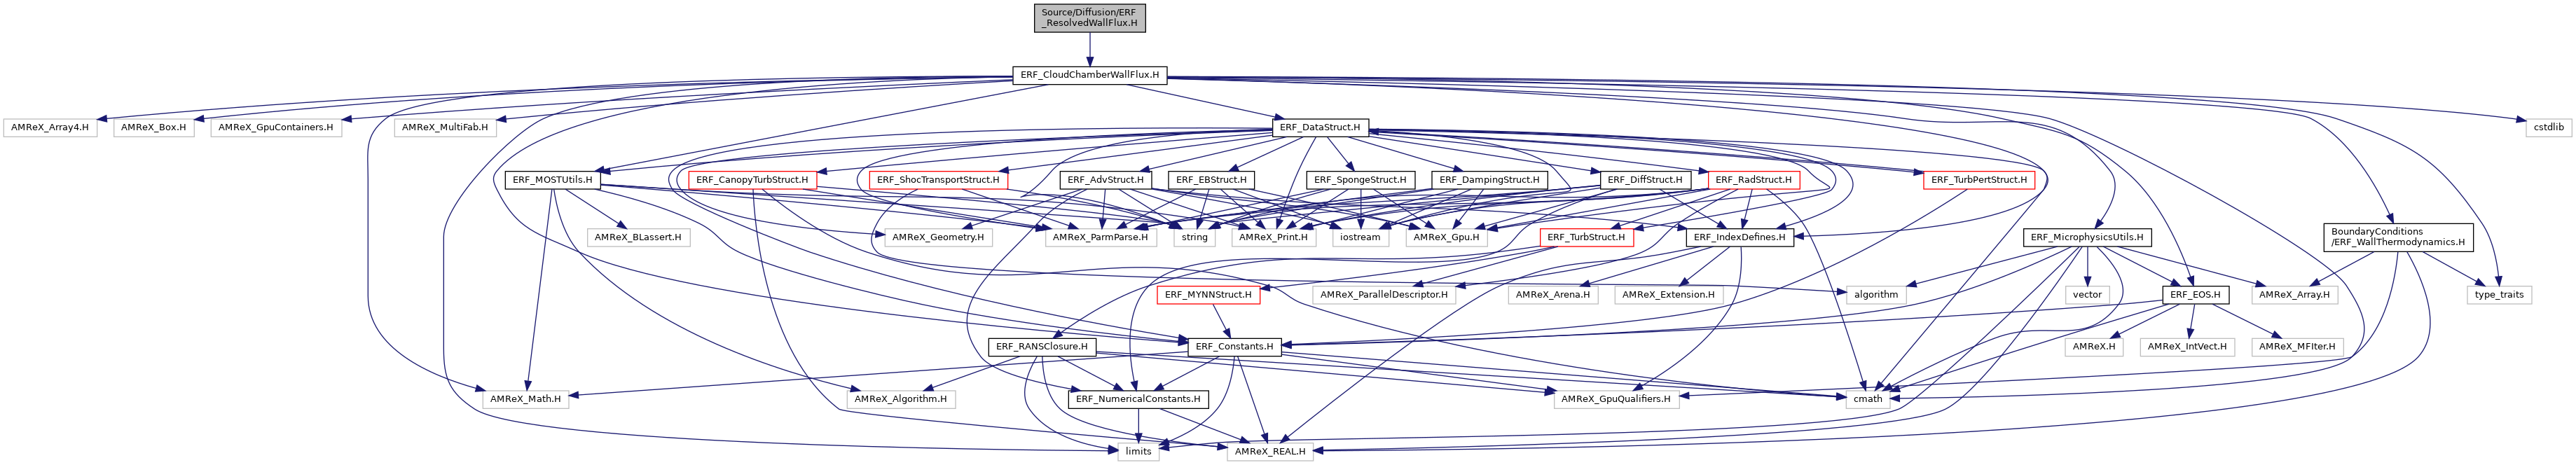 Source/Diffusion/ERF
_ResolvedWallFlux.H
ERF_CloudChamberWallFlux.H
AMReX_Array4.H
AMReX_Box.H
AMReX_GpuContainers.H
AMReX_MultiFab.H
ERF_DataStruct.H
cstdlib
ERF_MOSTUtils.H
ERF_CanopyTurbStruct.H
ERF_ShocTransportStruct.H
ERF_AdvStruct.H
ERF_EBStruct.H
ERF_SpongeStruct.H
ERF_DampingStruct.H
ERF_DiffStruct.H
ERF_RadStruct.H
ERF_TurbPertStruct.H
AMReX_BLassert.H
AMReX_Geometry.H
AMReX_ParmParse.H
string
AMReX_Print.H
iostream
AMReX_Gpu.H
ERF_TurbStruct.H
ERF_IndexDefines.H
ERF_MicrophysicsUtils.H
BoundaryConditions
/ERF_WallThermodynamics.H
ERF_MYNNStruct.H
AMReX_ParallelDescriptor.H
AMReX_Arena.H
AMReX_Extension.H
algorithm
vector
ERF_EOS.H
AMReX_Array.H
type_traits
ERF_RANSClosure.H
ERF_Constants.H
AMReX.H
AMReX_IntVect.H
AMReX_MFIter.H
AMReX_Math.H
AMReX_Algorithm.H
ERF_NumericalConstants.H
AMReX_GpuQualifiers.H
cmath
limits
AMReX_REAL.H